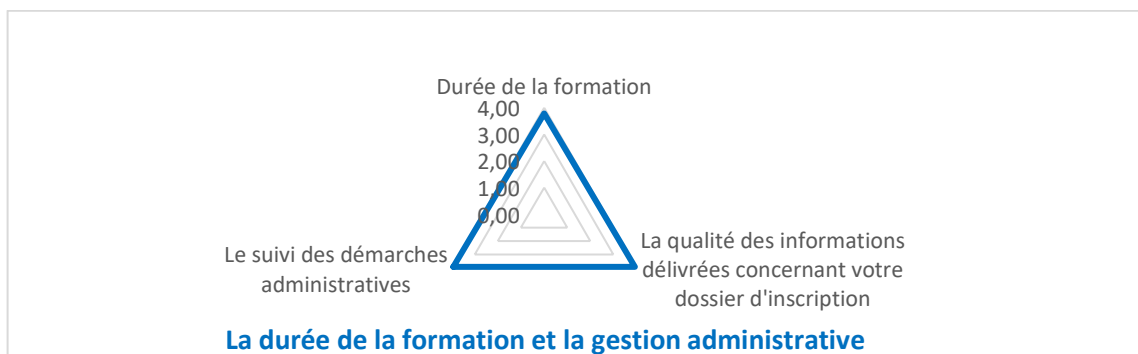 Durée de la formation
4,00
3,00
2,00
1,00
0,00
Le suivi des démarches
administratives
La qualité des informations
délivrées concernant votre
dossier d'inscription
La durée de la formation et la gestion administrative